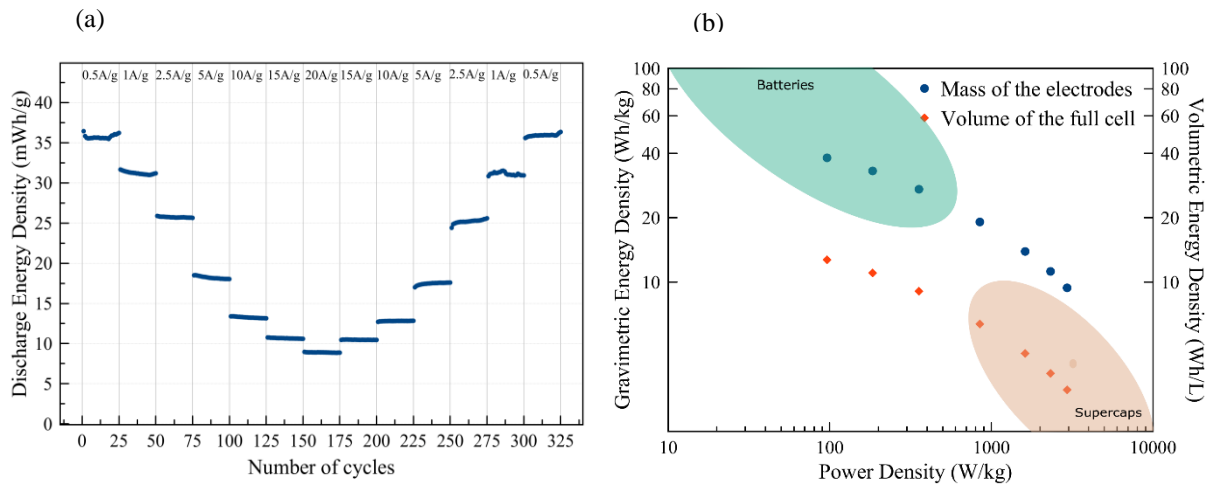 (a)
0.5A/g 1A/g 2.5A/g 5A/g 10A/g 15A/g 20A/g 15A/g 10A/g 5A/g 2.5A/g 1A/g 0.5A/g
Discharge Energy Density (mWh/g)
40
35
30
25
20
15
10
5
0
0 25 50 75 100 125 150 175 200 225 250 275 300 325
Number of cycles
(b)
Gravimetric Energy Density (Wh/kg)
100
80
60
40
20
10
Batteries
Mass of the electrodes
Volume of the full cell
Supercaps
100
80
60
40
20
10
Volumetric Energy Density (Wh/L)
10 100 1000 10000
Power Density (W/kg)